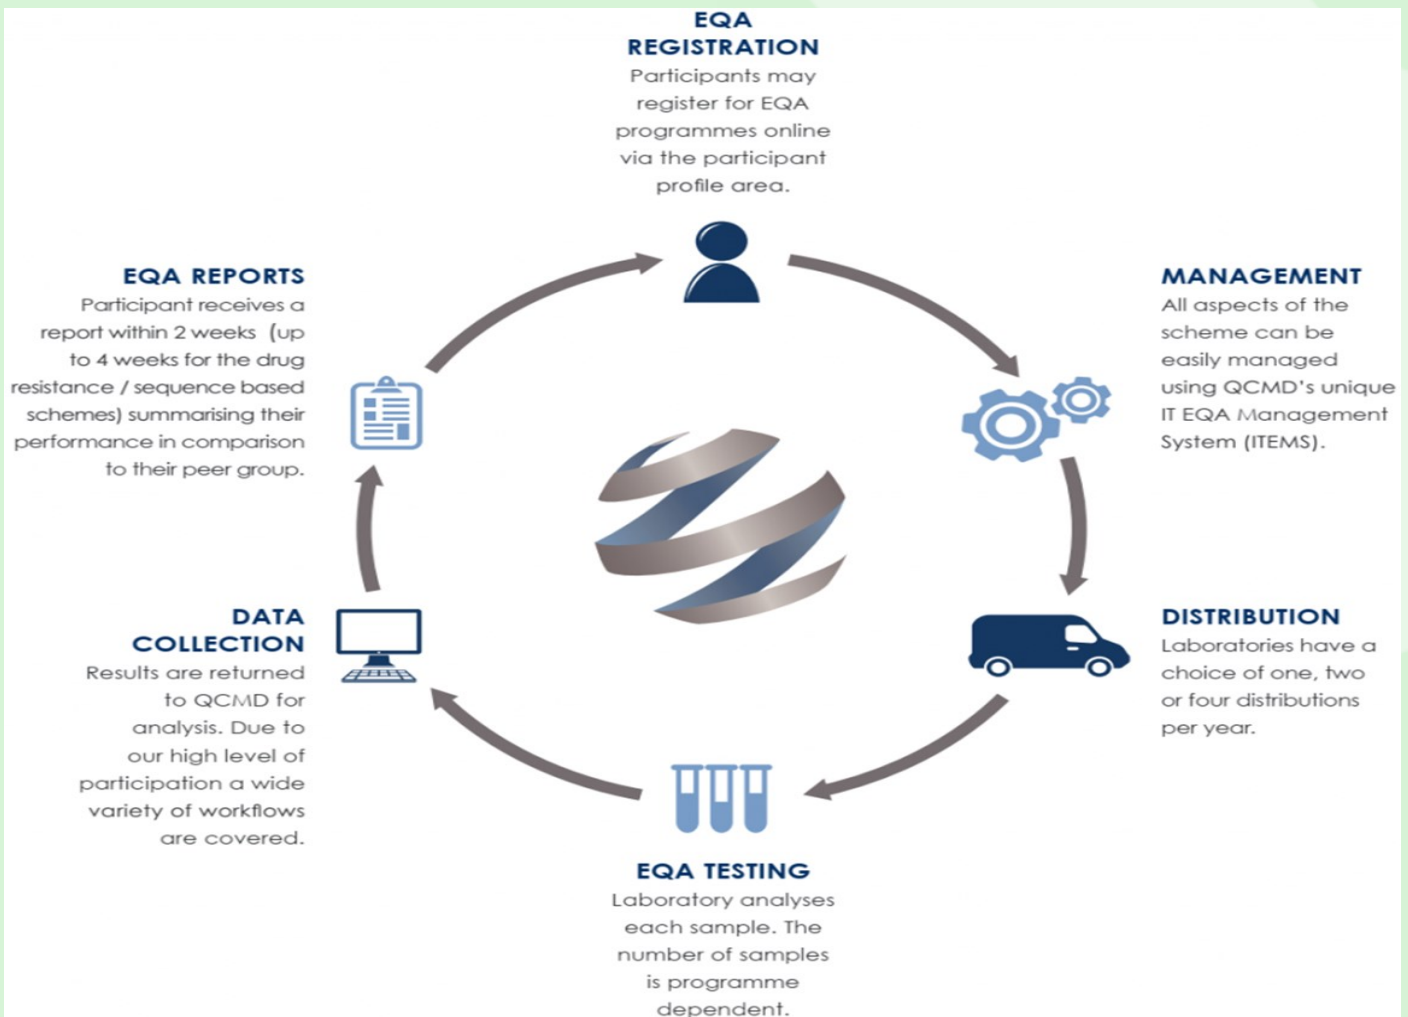 EQA
REGISTRATION
Participants may
register for EQA
programmes online
via the participant
profile area.
MANAGEMENT
All aspects of the
scheme can be
easily managed
using QCMD's unique
IT EQA Management
System (ITEMS).
DISTRIBUTION
Laboratories have a
choice of one, two
or four distributions
per year.
EQA TESTING
Laboratory analyses
each sample. The
number of samples
is programme
dependent.
DATA
COLLECTION
Results are returned
to QCMD for
analysis. Due to
our high level of
participation a wide
variety of workflows
are covered.
EQA REPORTS
Participant receives a
report within 2 weeks (up
to 4 weeks for the drug
resistance / sequence based
schemes) summarising their
performance in comparison
to their peer group.